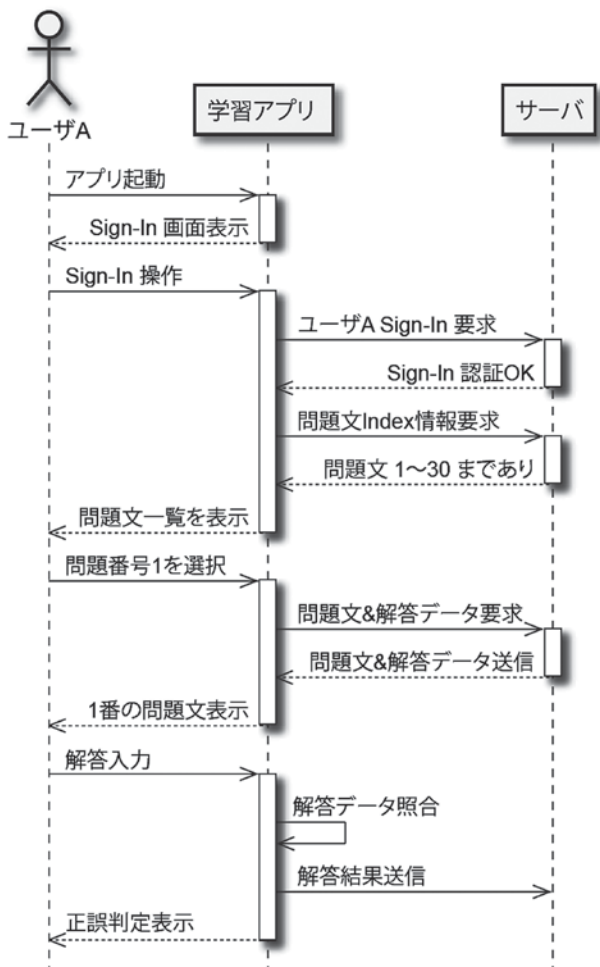 ユーザA
学習アプリ
サーバ
アプリ起動
Sign-In 画面表示
Sign-In 操作
ユーザA Sign-In 要求
Sign-In 認証OK
問題文Index情報要求
問題文 1～30 まであり
問題文一覧を表示
問題番号1を選択
問題文&解答データ要求
問題文&解答データ送信
1番の問題文表示
解答入力
解答データ照合
解答結果送信
正誤判定表示